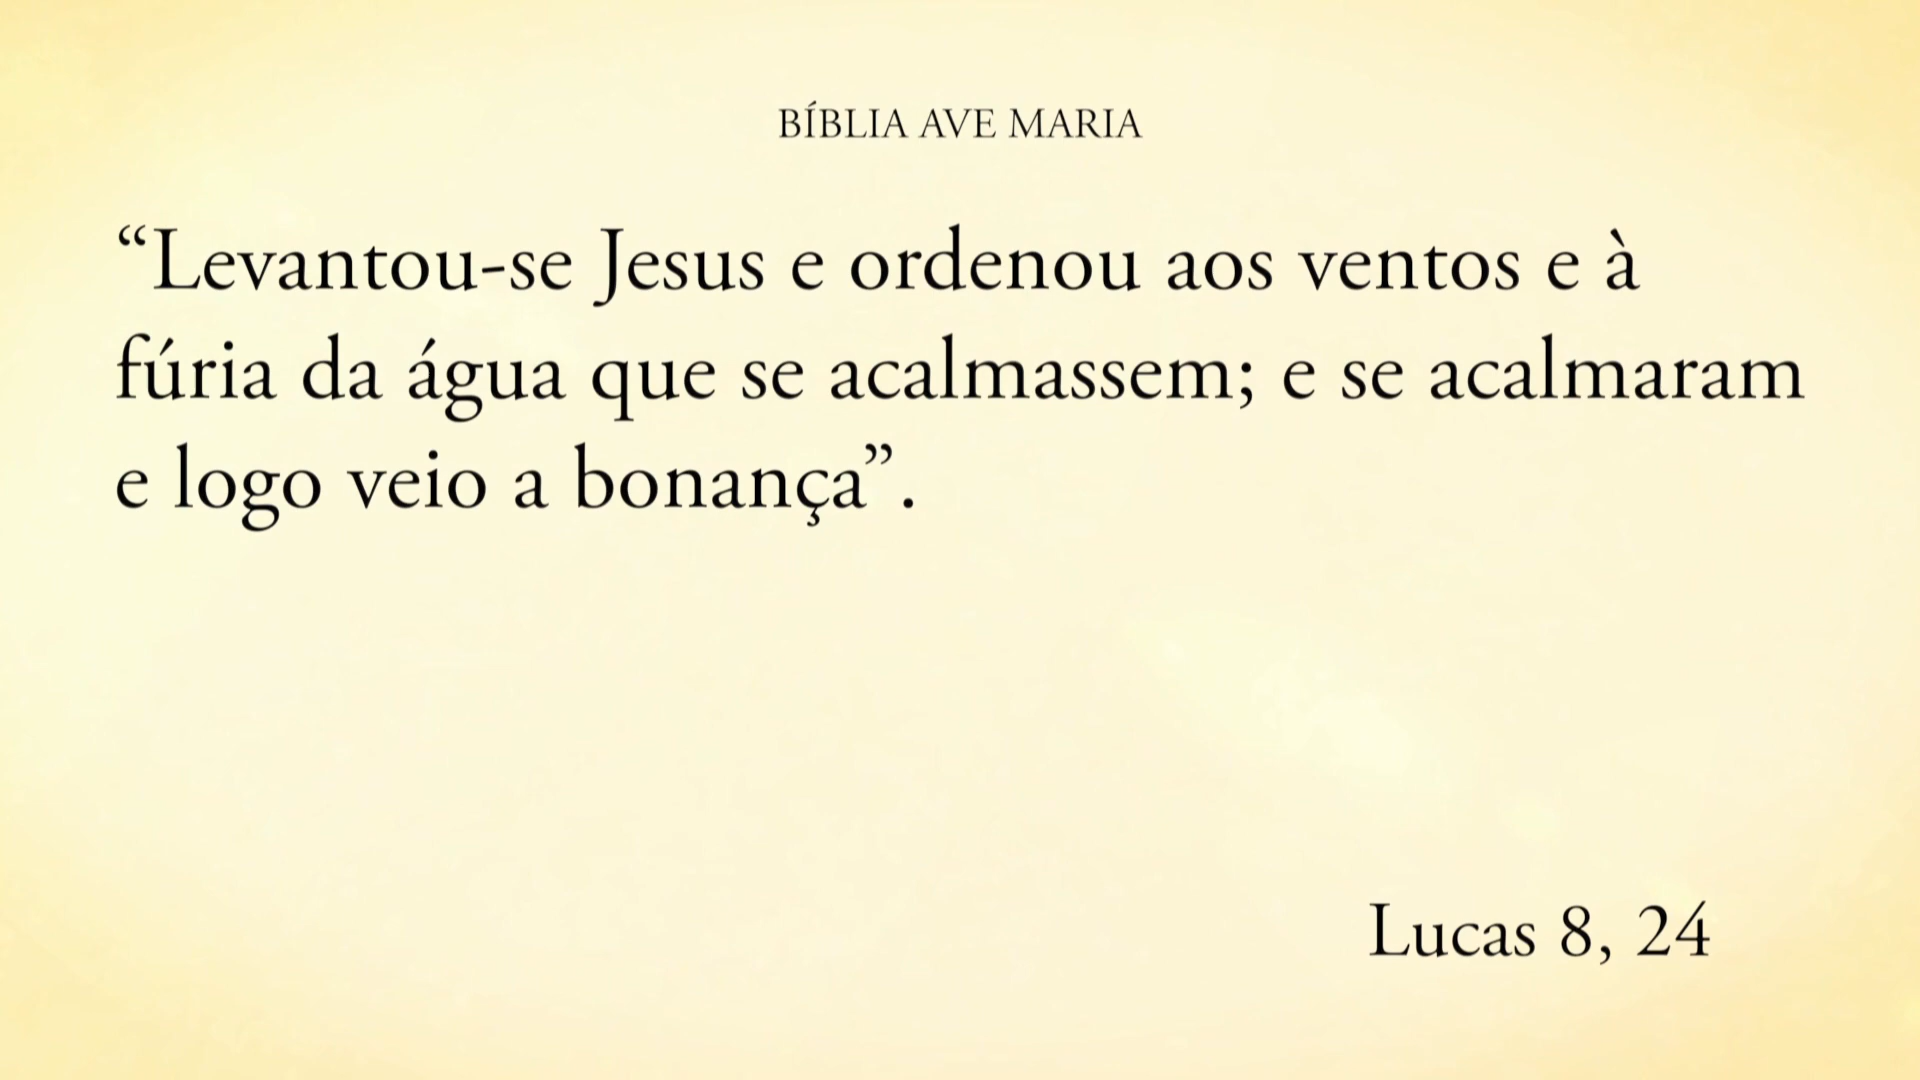 BÍBLIA AVE MARIA
“Levantou-se Jesus e ordenou aos ventos e à
fúria da água que se acalmassem; e se acalmaram
e logo veio a bonança”.
Lucas 8, 24